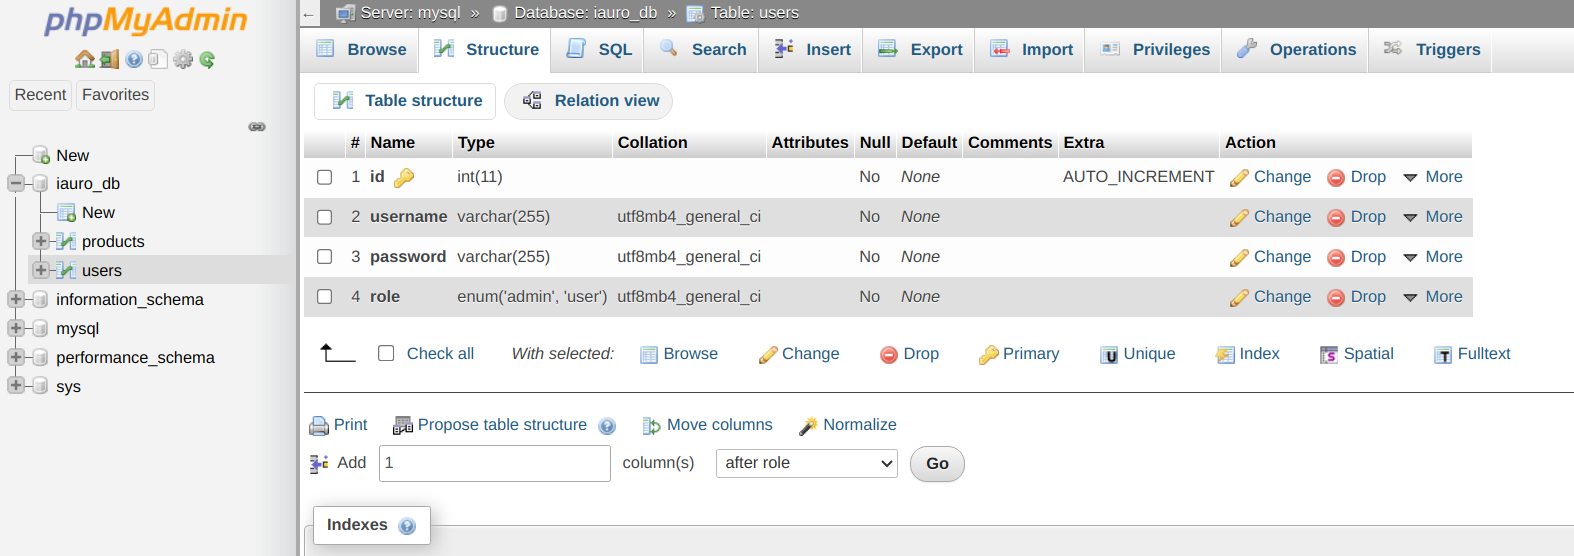 phpMyAdmin
Recent Favorites
New
iauro_db
New
products
users
information_schema
mysql
performance_schema
sys
← Server: mysql » Database: iauro_db » Table: users
Browse Structure SQL Search Insert Export Import Privileges Operations Triggers
Table structure Relation view
# Name Type Collation Attributes Null Default Comments Extra Action
1 id int(11) No None AUTO_INCREMENT Change Drop More
2 username varchar(255) utf8mb4_general_ci No None Change Drop More
3 password varchar(255) utf8mb4_general_ci No None Change Drop More
4 role enum('admin', 'user') utf8mb4_general_ci No None Change Drop More
Check all With selected: Browse Change Drop Primary Unique Index Spatial Fulltext
Print Propose table structure Move columns Normalize
Add 1 column(s) after role Go
Indexes